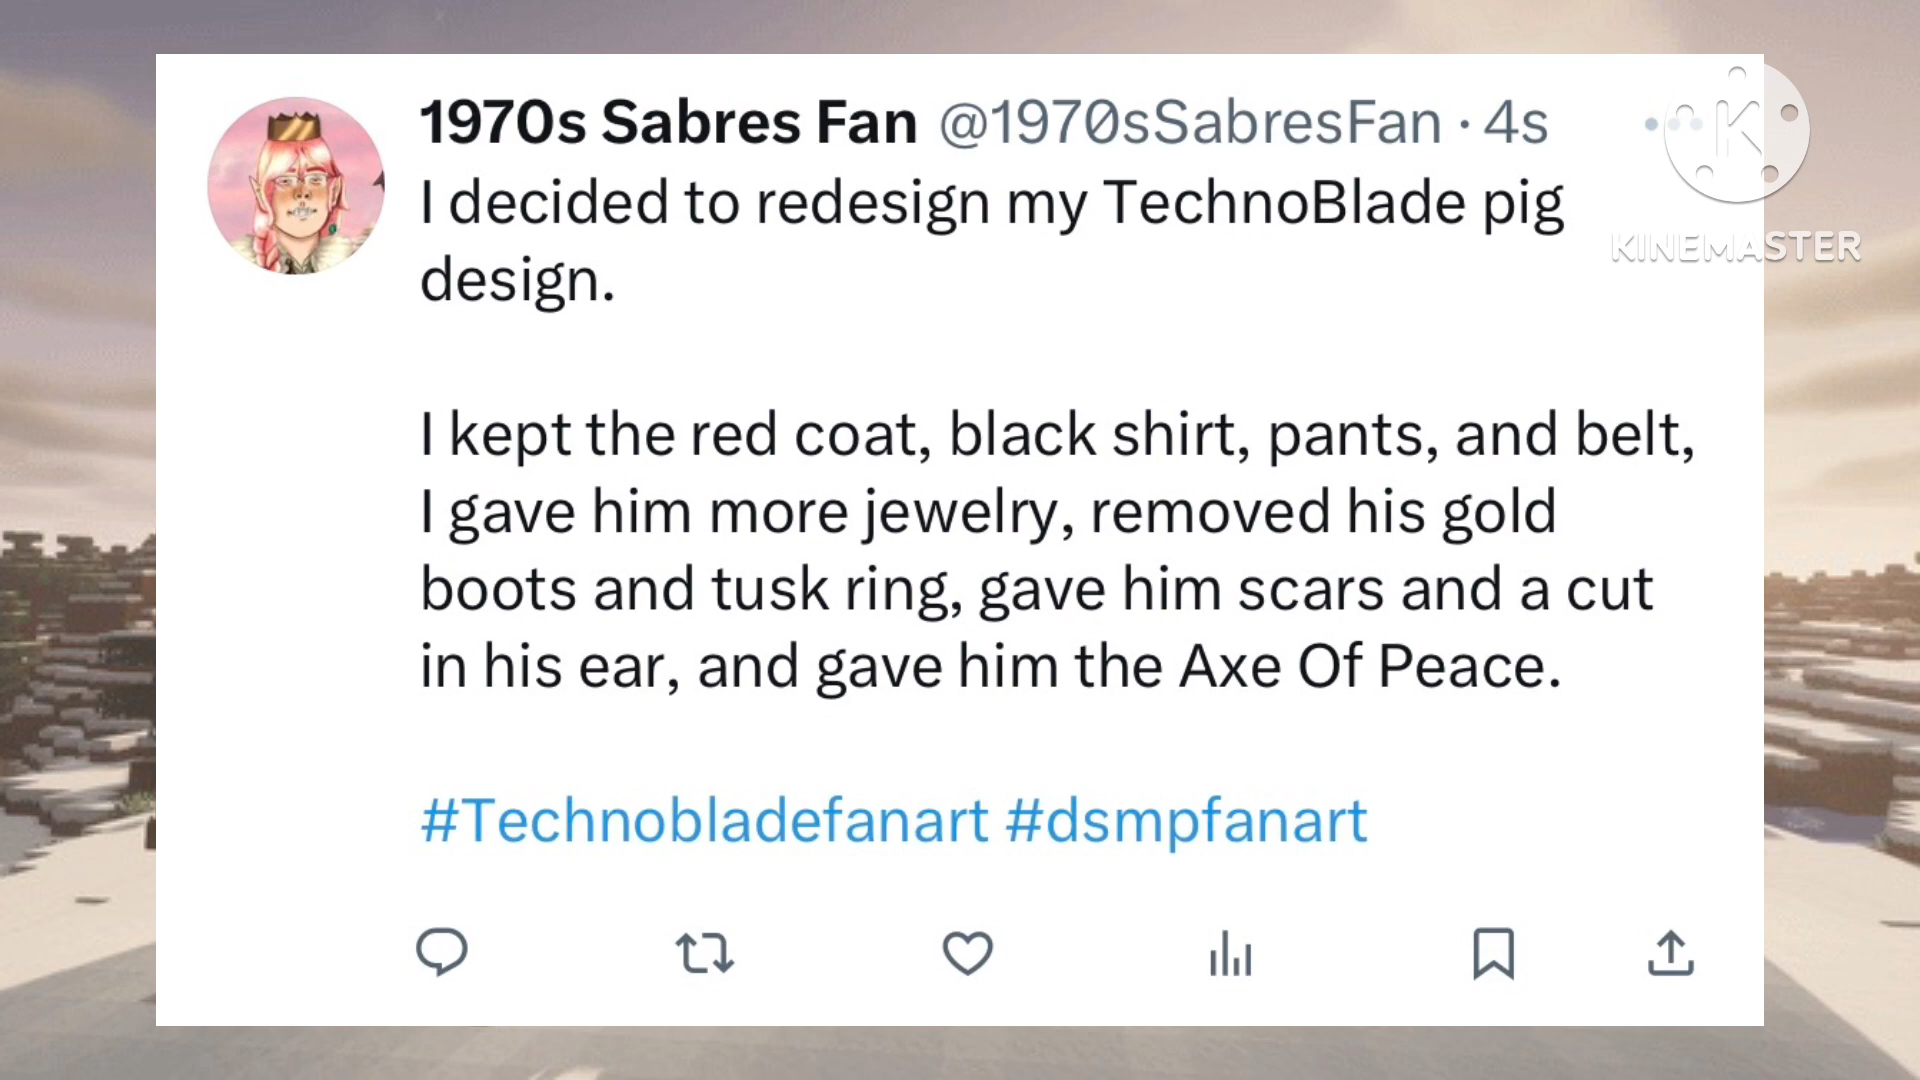 1970s Sabres Fan @1970sSabresFan · 4s
I decided to redesign my TechnoBlade pig
design.
I kept the red coat, black shirt, pants, and belt,
I gave him more jewelry, removed his gold
boots and tusk ring, gave him scars and a cut
in his ear, and gave him the Axe Of Peace.
#Technobladefanart #dsmpfanart
K
KINEMASTER